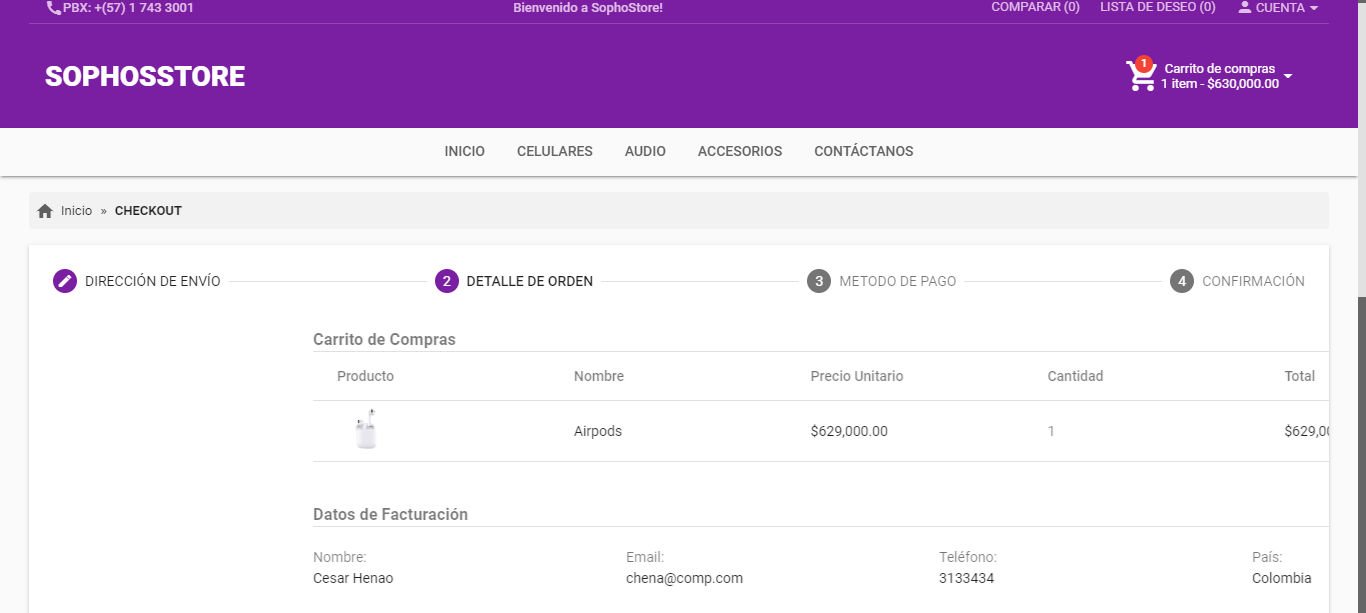 PBX: +(57) 1 743 3001
Bienvenido a SophoStore!
COMPARAR (0)
LISTA DE DESEO (0)
CUENTA
SOPHOSSTORE
1
Carrito de compras
1 item - $630,000.00
INICIO
CELULARES
AUDIO
ACCESORIOS
CONTÁCTANOS
Inicio » CHECKOUT
DIRECCIÓN DE ENVÍO
2 DETALLE DE ORDEN
3 METODO DE PAGO
4 CONFIRMACIÓN
Carrito de Compras
Producto Nombre Precio Unitario Cantidad Total
Airpods $629,000.00 1 $629,00
Datos de Facturación
Nombre: Email: Teléfono: País:
Cesar Henao chena@comp.com 3133434 Colombia